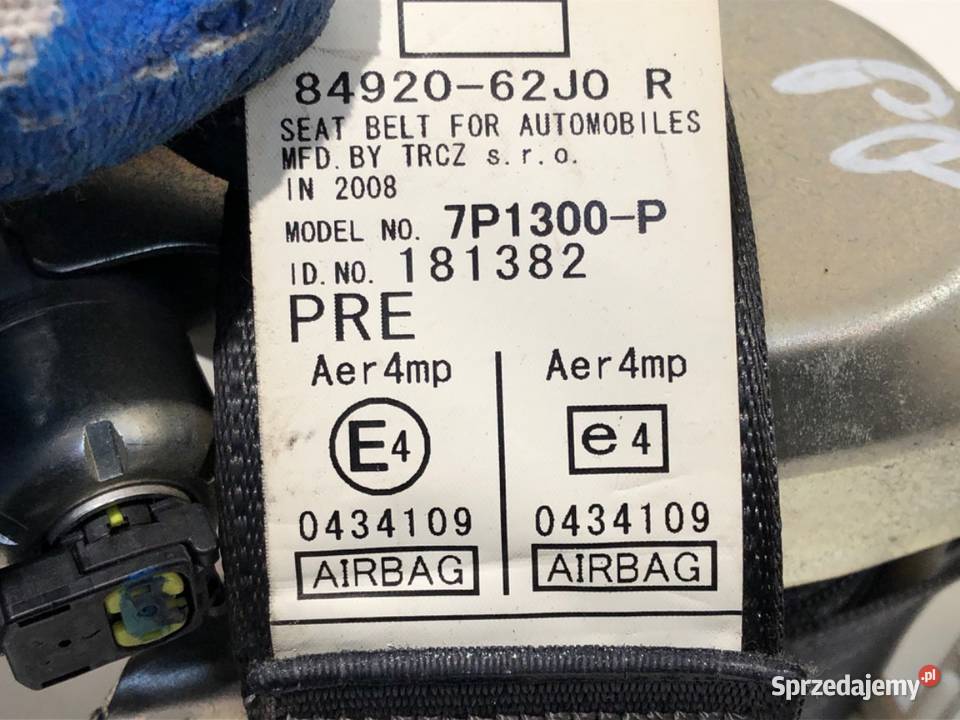 84920-62J0 R
SEAT BELT FOR AUTOMOBILES
MFD. BY TRCZ s. r. o.
IN 2008
MODEL NO. 7P1300-P
ID. NO. 181382
PRE
Aer4mp Aer4mp
E4 e4
0434109 0434109
AIRBAG AIRBAG
Sprzedajemy.pl